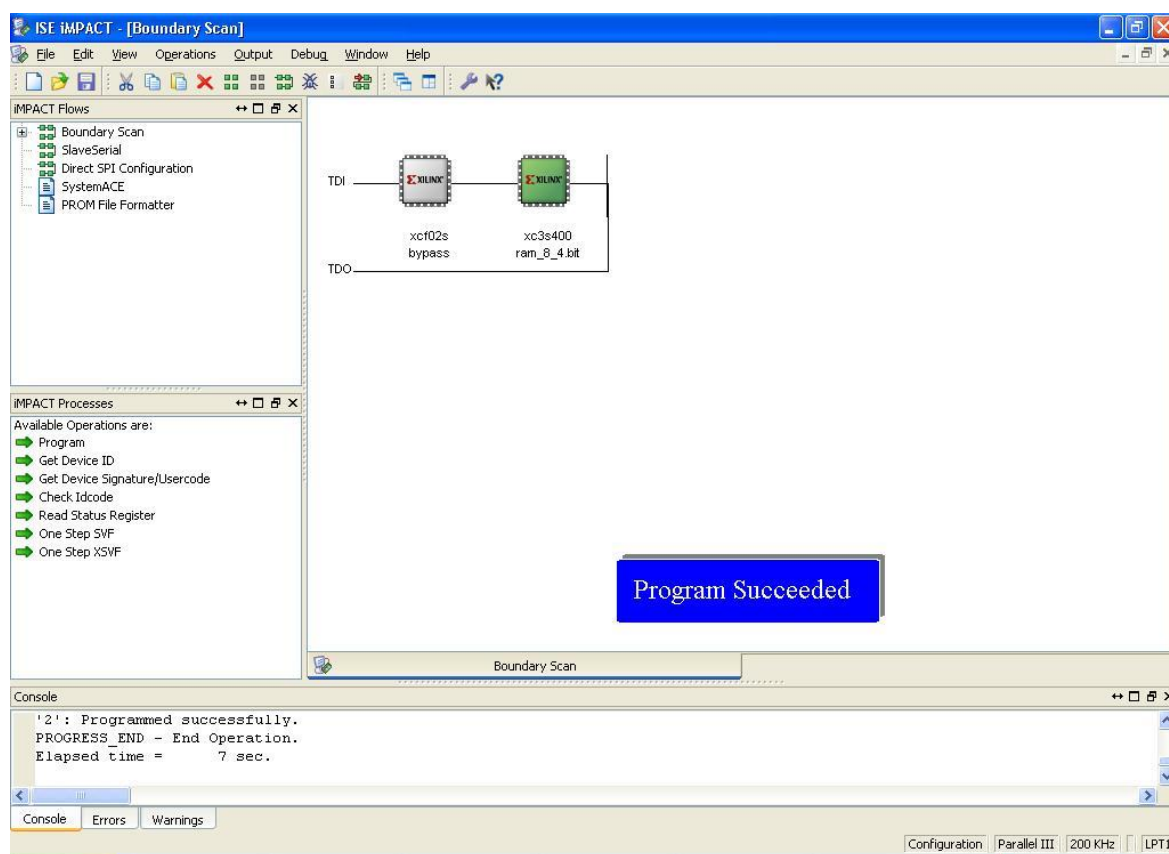 ISE iMPACT - [Boundary Scan]
File Edit View Operations Output Debug Window Help
iMPACT Flows
Boundary Scan
SlaveSerial
Direct SPI Configuration
SystemACE
PROM File Formatter
TDI
XILINX XILINX
xcf02s xc3s400
bypass ram_8_4.bit
TDO
iMPACT Processes
Available Operations are:
Program
Get Device ID
Get Device Signature/Usercode
Check Idcode
Read Status Register
One Step SVF
One Step XSVF
Program Succeeded
Boundary Scan
Console
'2': Programmed successfully.
PROGRESS_END - End Operation.
Elapsed time = 7 sec.
Console Errors Warnings
Configuration Parallel III 200 KHz LPT1